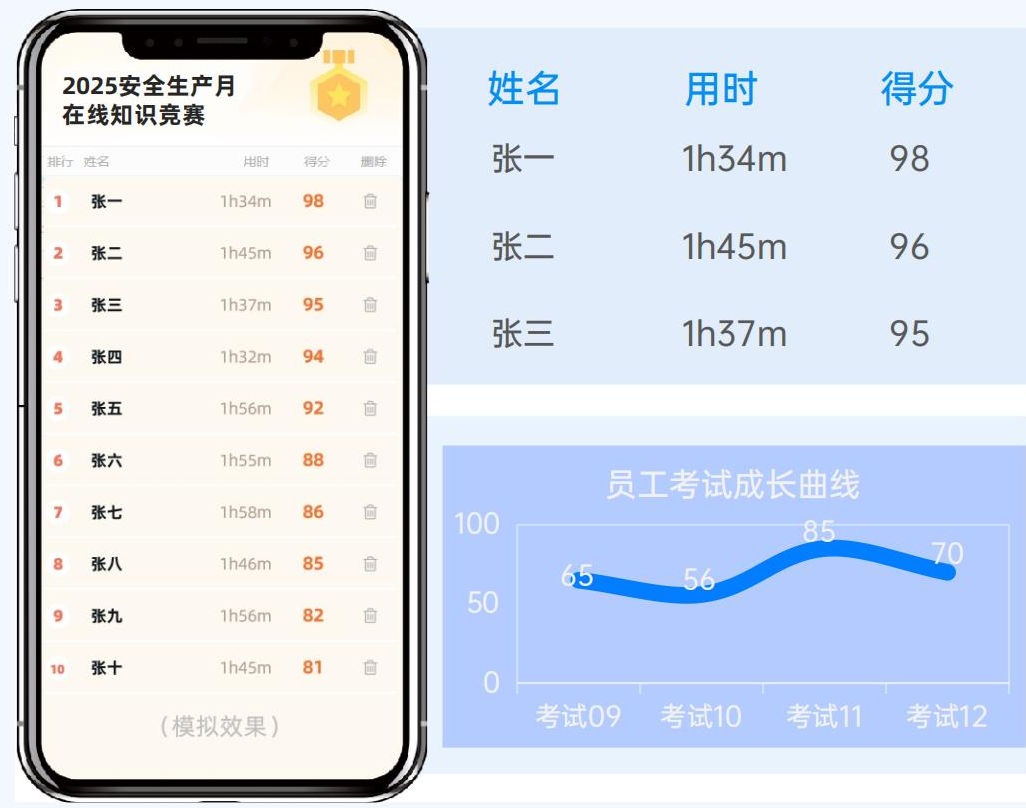 2025安全生产月
在线知识竞赛
排行 姓名 用时 得分 删除
1 张一 1h34m 98
2 张二 1h45m 96
3 张三 1h37m 95
4 张四 1h32m 94
5 张五 1h56m 92
6 张六 1h55m 88
7 张七 1h58m 86
8 张八 1h46m 85
9 张九 1h56m 82
10 张十 1h45m 81
（模拟效果）
姓名 用时 得分
张一 1h34m 98
张二 1h45m 96
张三 1h37m 95
员工考试成长曲线
100
50
0
65 56 85 70
考试09 考试10 考试11 考试12